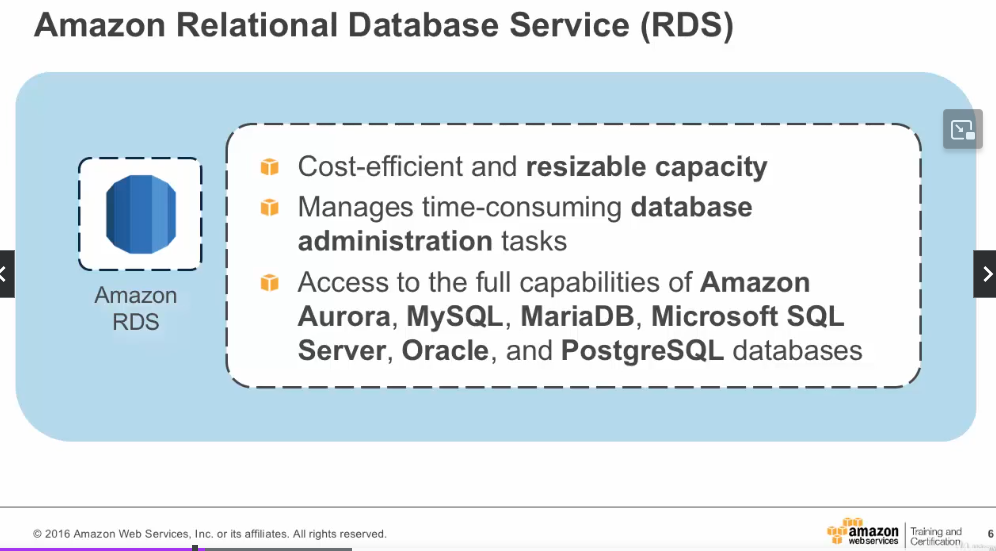 Amazon Relational Database Service (RDS)
Cost-efficient and resizable capacity
Manages time-consuming database
administration tasks
Access to the full capabilities of Amazon
Aurora, MySQL, MariaDB, Microsoft SQL
Server, Oracle, and PostgreSQL databases
Amazon
RDS
© 2016 Amazon Web Services, Inc. or its affiliates. All rights reserved.
amazon
web services
Training and
Certification
6